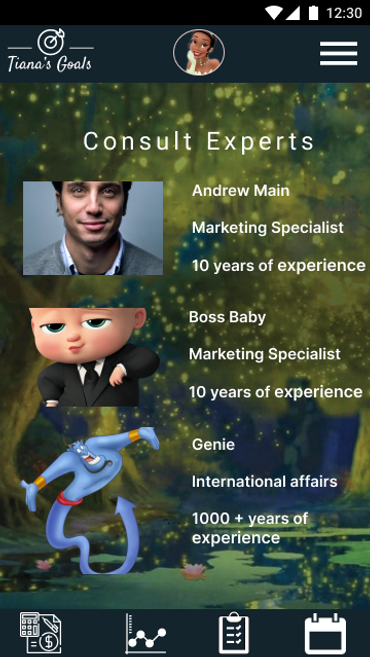 12:30
Tiana's Goals
Consult Experts
Andrew Main
Marketing Specialist
10 years of experience
Boss Baby
Marketing Specialist
10 years of experience
Genie
International affairs
1000 + years of
experience
$